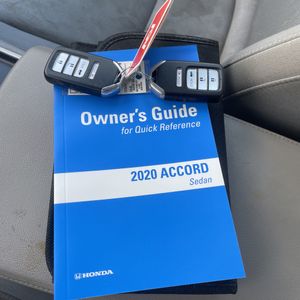 Owner's Guide
for Quick Reference
2020 ACCORD
Sedan
HONDA